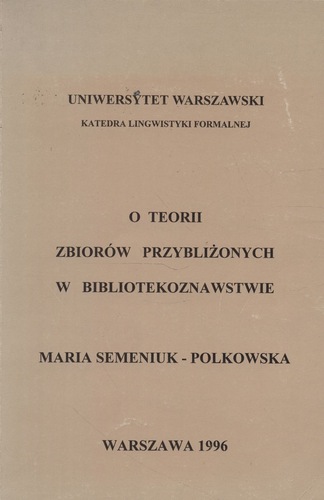 UNIWERSYTET WARSZAWSKI
KATEDRA LINGWISTYKI FORMALNEJ
O TEORII
ZBIORÓW PRZYBLIŻONYCH
W BIBLIOTEKOZNAWSTWIE
MARIA SEMENIUK - POLKOWSKA
WARSZAWA 1996